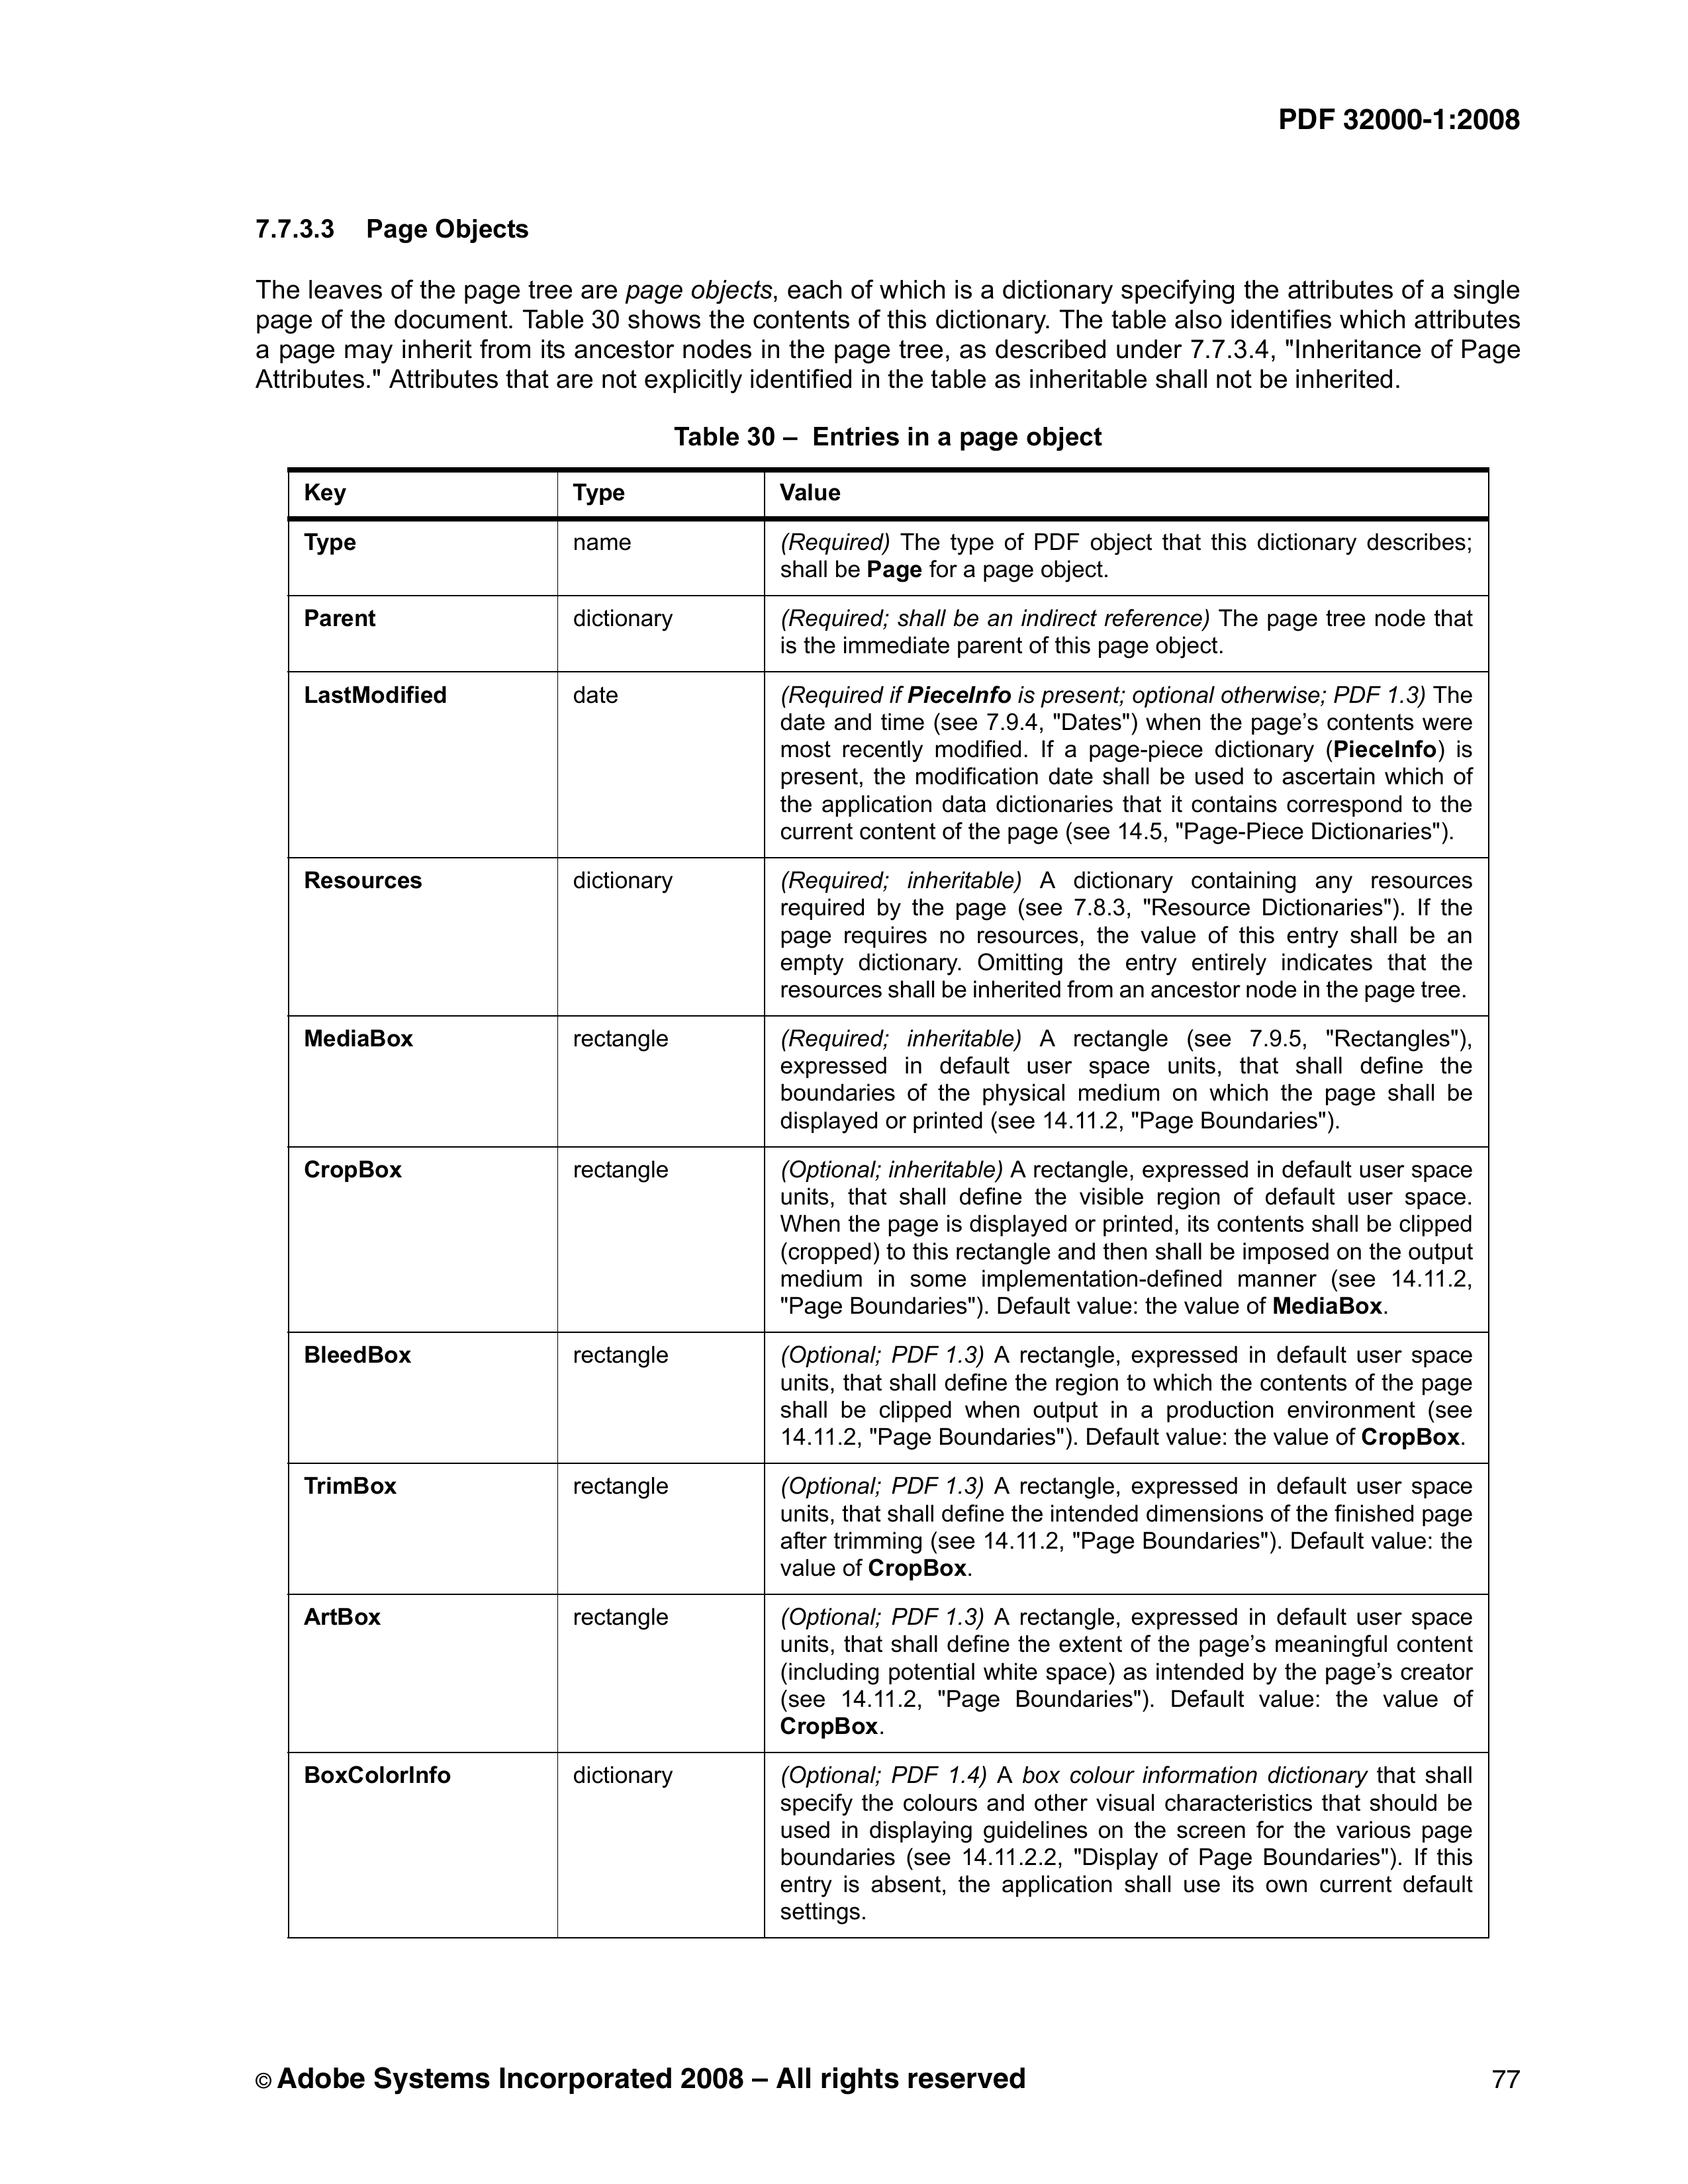 PDF 32000-1:2008
7.7.3.3 Page Objects
The leaves of the page tree are page objects, each of which is a dictionary specifying the attributes of a single
page of the document. Table 30 shows the contents of this dictionary. The table also identifies which attributes
a page may inherit from its ancestor nodes in the page tree, as described under 7.7.3.4, "Inheritance of Page
Attributes." Attributes that are not explicitly identified in the table as inheritable shall not be inherited.
Table 30 – Entries in a page object
Key Type Value
Type name (Required) The type of PDF object that this dictionary describes;
shall be Page for a page object.
Parent dictionary (Required; shall be an indirect reference) The page tree node that
is the immediate parent of this page object.
LastModified date (Required if PieceInfo is present; optional otherwise; PDF 1.3) The
date and time (see 7.9.4, "Dates") when the page’s contents were
most recently modified. If a page-piece dictionary (PieceInfo) is
present, the modification date shall be used to ascertain which of
the application data dictionaries that it contains correspond to the
current content of the page (see 14.5, "Page-Piece Dictionaries").
Resources dictionary (Required; inheritable) A dictionary containing any resources
required by the page (see 7.8.3, "Resource Dictionaries"). If the
page requires no resources, the value of this entry shall be an
empty dictionary. Omitting the entry entirely indicates that the
resources shall be inherited from an ancestor node in the page tree.
MediaBox rectangle (Required; inheritable) A rectangle (see 7.9.5, "Rectangles"),
expressed in default user space units, that shall define the
boundaries of the physical medium on which the page shall be
displayed or printed (see 14.11.2, "Page Boundaries").
CropBox rectangle (Optional; inheritable) A rectangle, expressed in default user space
units, that shall define the visible region of default user space.
When the page is displayed or printed, its contents shall be clipped
(cropped) to this rectangle and then shall be imposed on the output
medium in some implementation-defined manner (see 14.11.2,
"Page Boundaries"). Default value: the value of MediaBox.
BleedBox rectangle (Optional; PDF 1.3) A rectangle, expressed in default user space
units, that shall define the region to which the contents of the page
shall be clipped when output in a production environment (see
14.11.2, "Page Boundaries"). Default value: the value of CropBox.
TrimBox rectangle (Optional; PDF 1.3) A rectangle, expressed in default user space
units, that shall define the intended dimensions of the finished page
after trimming (see 14.11.2, "Page Boundaries"). Default value: the
value of CropBox.
ArtBox rectangle (Optional; PDF 1.3) A rectangle, expressed in default user space
units, that shall define the extent of the page’s meaningful content
(including potential white space) as intended by the page’s creator
(see 14.11.2, "Page Boundaries"). Default value: the value of
CropBox.
BoxColorInfo dictionary (Optional; PDF 1.4) A box colour information dictionary that shall
specify the colours and other visual characteristics that should be
used in displaying guidelines on the screen for the various page
boundaries (see 14.11.2.2, "Display of Page Boundaries"). If this
entry is absent, the application shall use its own current default
settings.
© Adobe Systems Incorporated 2008 – All rights reserved 77